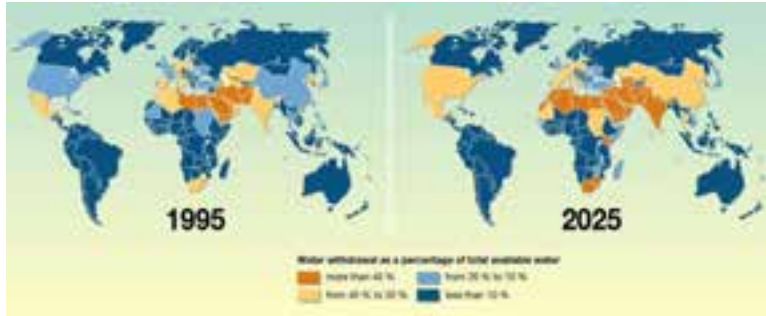 1995
2025
Water withdrawal as a percentage of total available water
more than 40 %
from 20 % to 10 %
from 40 % to 20 %
less than 10 %